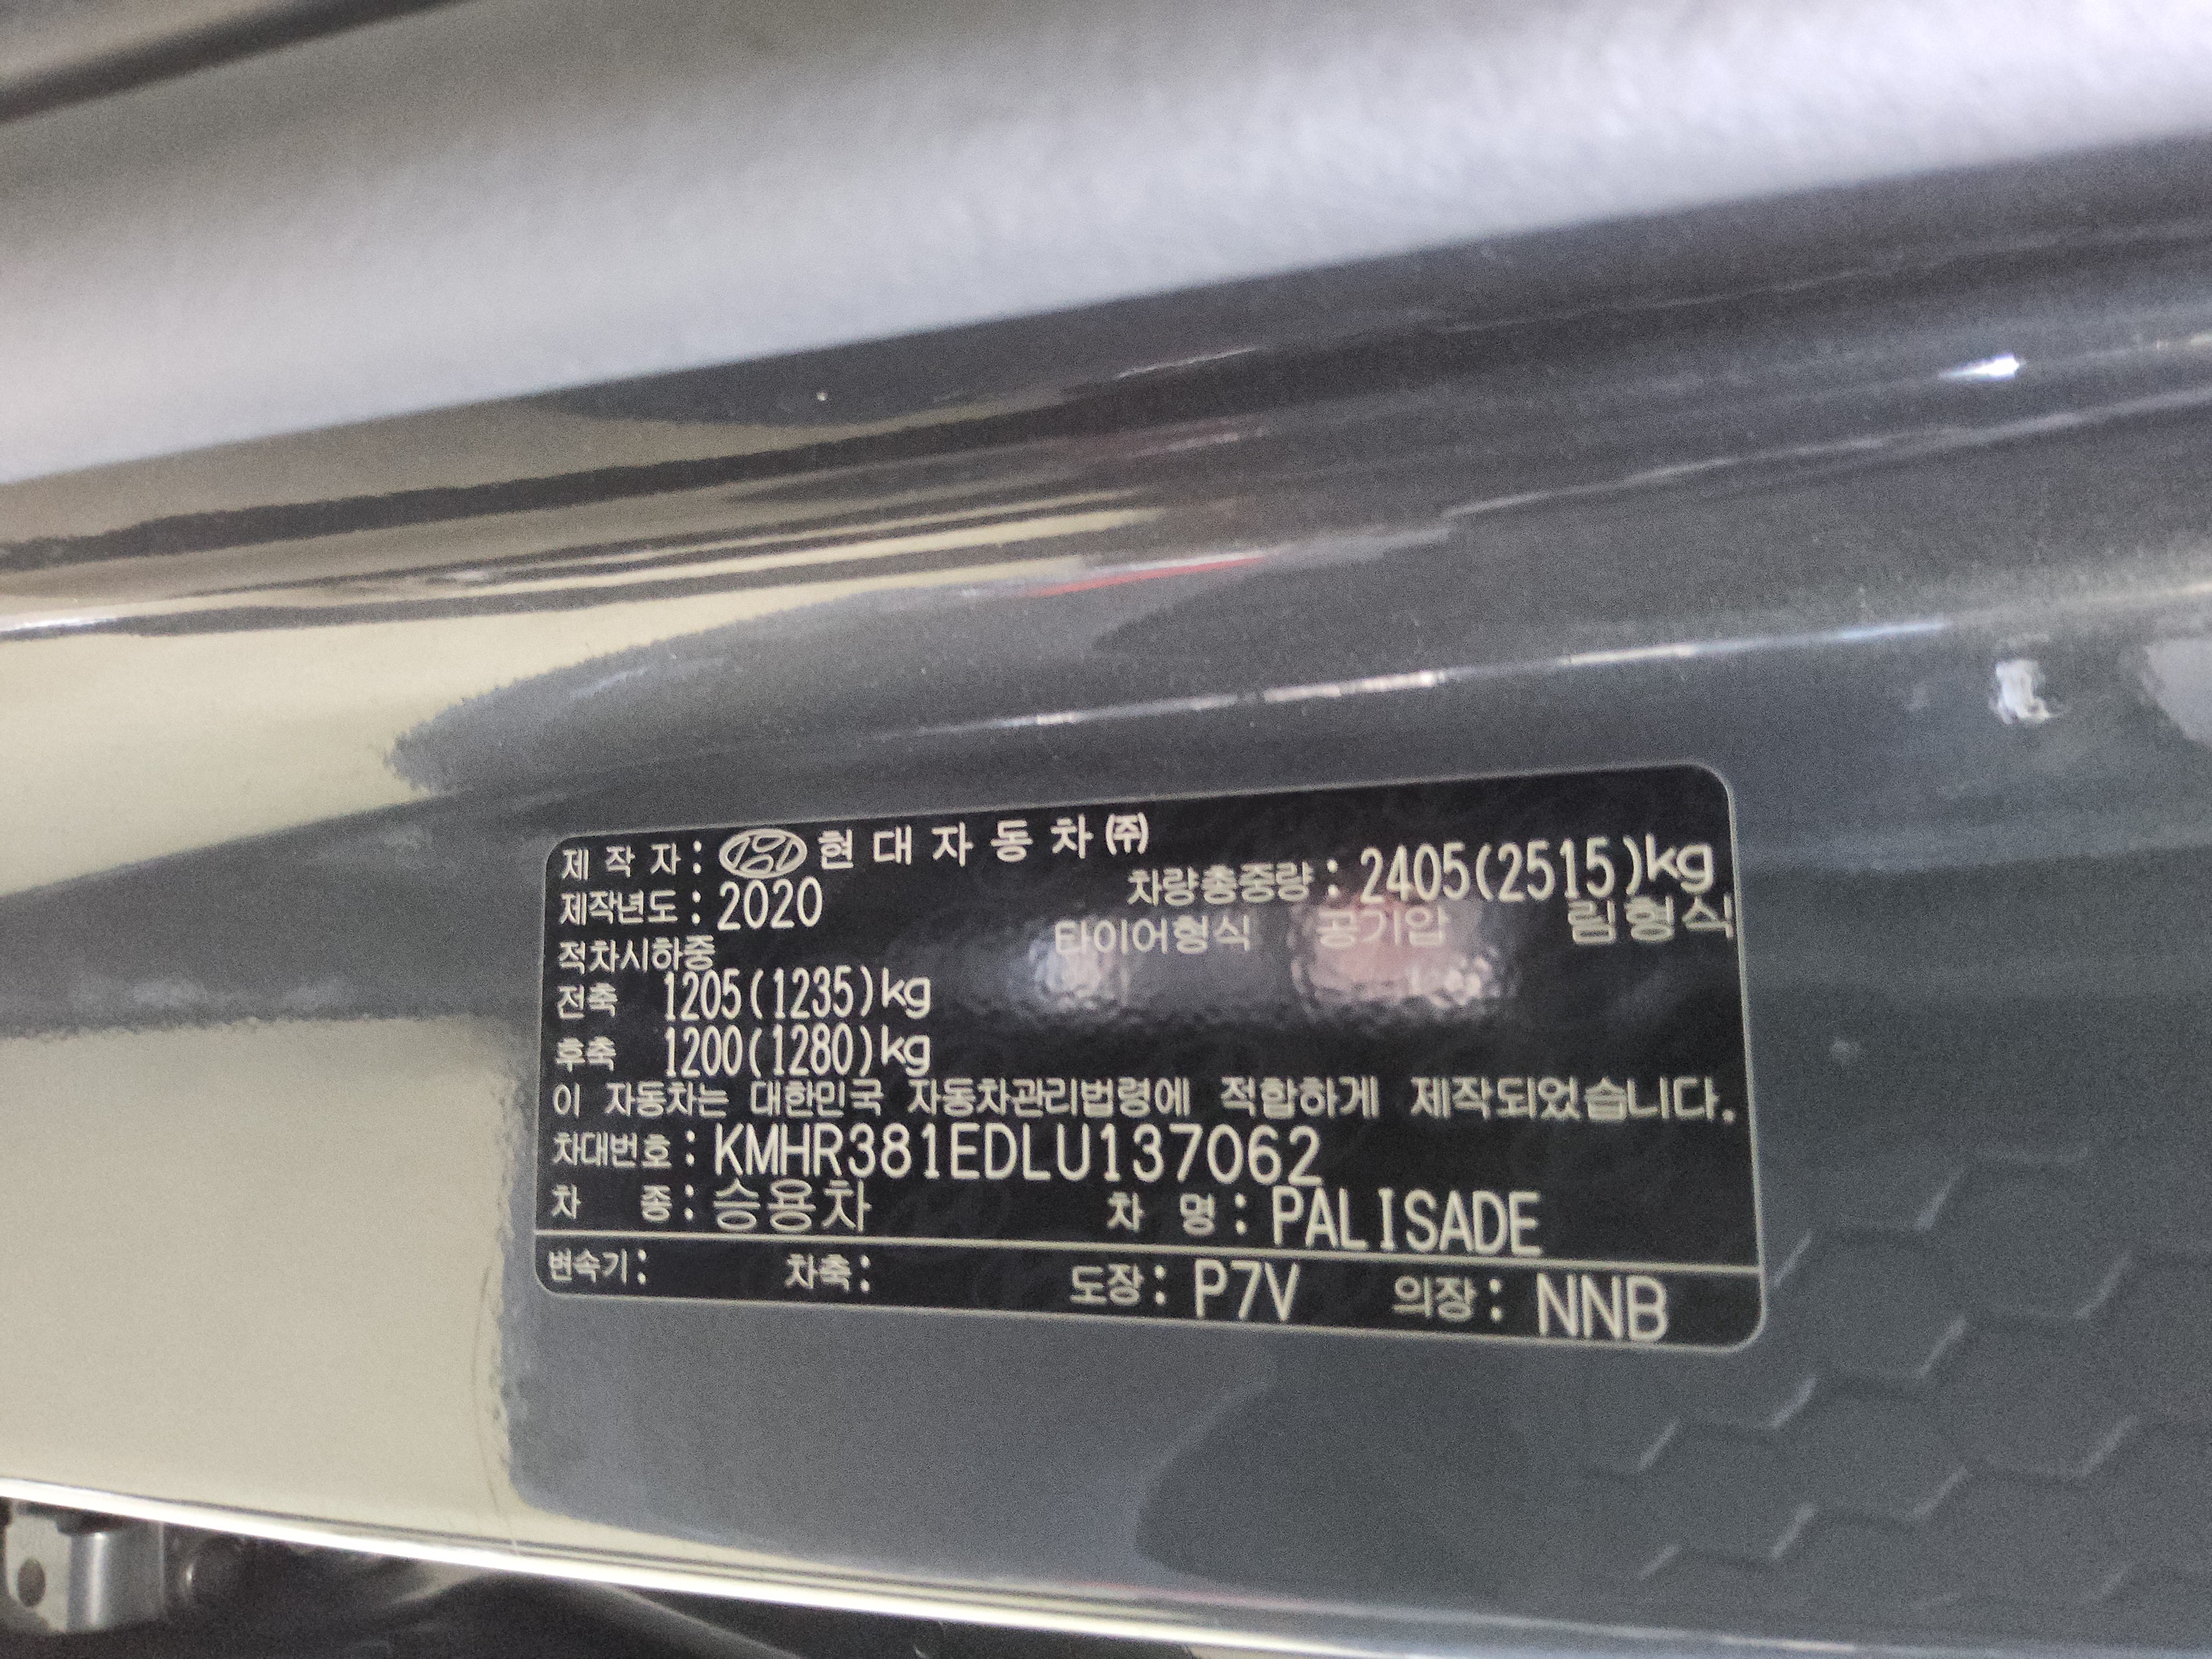 제 작 자 : 현 대 자 동 차 ㈜
제작년도 : 2020 차량총중량 : 2405(2515)kg
적차시하중 타이어형식 공기압 림형식
전축 1205(1235)kg
후축 1200(1280)kg
이 자동차는 대한민국 자동차관리법령에 적합하게 제작되었습니다.
차대번호 : KMHR381EDLU137062
차 종 : 승용차 차 명 : PALISADE
변속기 : 차축 : 도장 : P7V 의장 : NNB